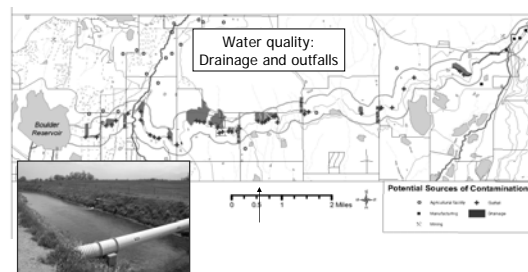 Water quality:
Drainage and outfalls
Boulder
Reservoir
0 0.5 1 2
Miles
Potential Sources of Contamination
Agricultural facility
Outlet
Manufacturing
Drainage
Mining